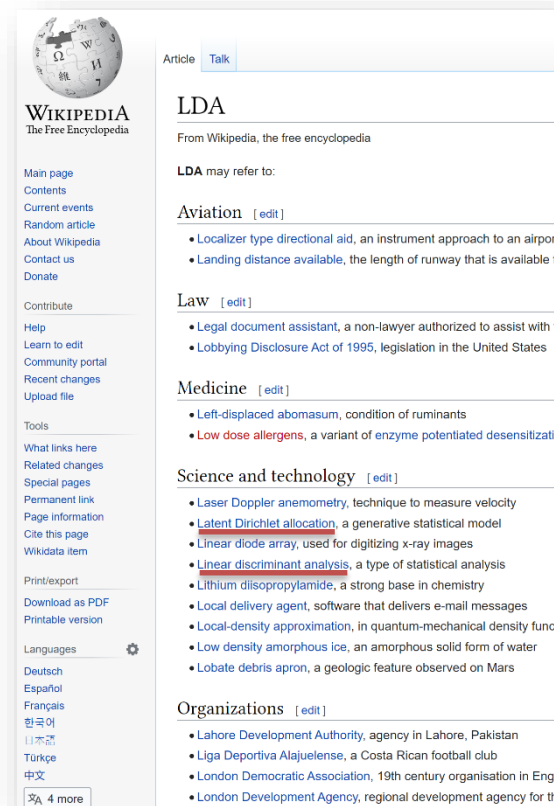 WIKIPEDIA
The Free Encyclopedia
Main page
Contents
Current events
Random article
About Wikipedia
Contact us
Donate
Contribute
Help
Learn to edit
Community portal
Recent changes
Upload file
Tools
What links here
Related changes
Special pages
Permanent link
Page information
Cite this page
Wikidata item
Print/export
Download as PDF
Printable version
Languages
Deutsch
Español
Français
한국어
日本語
Türkçe
中文
4 more
Article Talk
LDA
From Wikipedia, the free encyclopedia
LDA may refer to:
Aviation [ edit ]
• Localizer type directional aid, an instrument approach to an airpor
• Landing distance available, the length of runway that is available
Law [ edit ]
• Legal document assistant, a non-lawyer authorized to assist with
• Lobbying Disclosure Act of 1995, legislation in the United States
Medicine [ edit ]
• Left-displaced abomasum, condition of ruminants
• Low dose allergens, a variant of enzyme potentiated desensitizati
Science and technology [ edit ]
• Laser Doppler anemometry, technique to measure velocity
• Latent Dirichlet allocation, a generative statistical model
• Linear diode array, used for digitizing x-ray images
• Linear discriminant analysis, a type of statistical analysis
• Lithium diisopropylamide, a strong base in chemistry
• Local delivery agent, software that delivers e-mail messages
• Local-density approximation, in quantum-mechanical density func
• Low density amorphous ice, an amorphous solid form of water
• Lobate debris apron, a geologic feature observed on Mars
Organizations [ edit ]
• Lahore Development Authority, agency in Lahore, Pakistan
• Liga Deportiva Alajuelense, a Costa Rican football club
• London Democratic Association, 19th century organisation in Eng
• London Development Agency, regional development agency for th